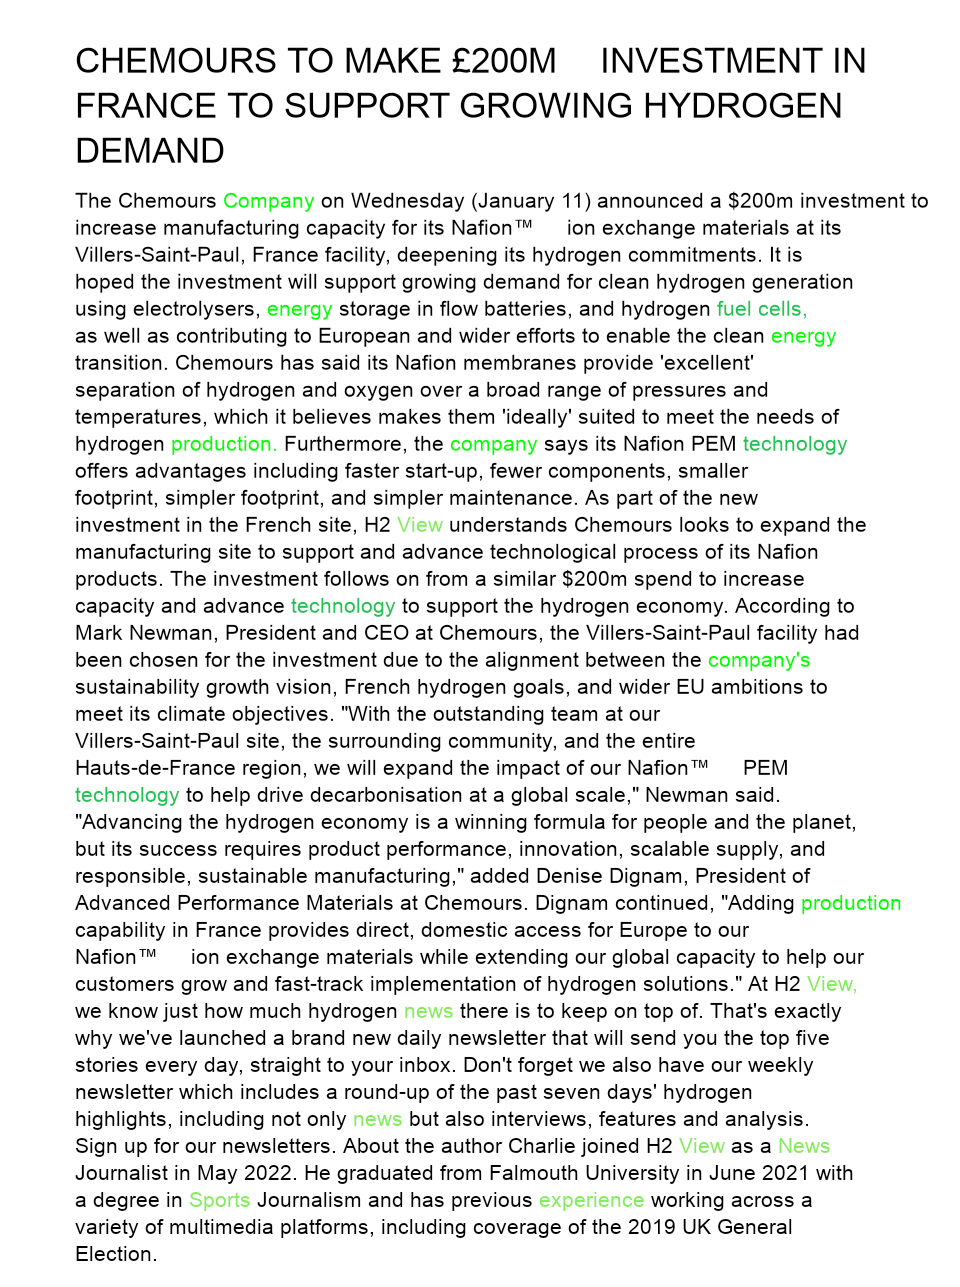 CHEMOURS TO MAKE £200M INVESTMENT IN
FRANCE TO SUPPORT GROWING HYDROGEN
DEMAND
The Chemours Company on Wednesday (January 11) announced a $200m investment to
increase manufacturing capacity for its Nafion™ ion exchange materials at its
Villers-Saint-Paul, France facility, deepening its hydrogen commitments. It is
hoped the investment will support growing demand for clean hydrogen generation
using electrolysers, energy storage in flow batteries, and hydrogen fuel cells,
as well as contributing to European and wider efforts to enable the clean energy
transition. Chemours has said its Nafion membranes provide 'excellent'
separation of hydrogen and oxygen over a broad range of pressures and
temperatures, which it believes makes them 'ideally' suited to meet the needs of
hydrogen production. Furthermore, the company says its Nafion PEM technology
offers advantages including faster start-up, fewer components, smaller
footprint, simpler footprint, and simpler maintenance. As part of the new
investment in the French site, H2 View understands Chemours looks to expand the
manufacturing site to support and advance technological process of its Nafion
products. The investment follows on from a similar $200m spend to increase
capacity and advance technology to support the hydrogen economy. According to
Mark Newman, President and CEO at Chemours, the Villers-Saint-Paul facility had
been chosen for the investment due to the alignment between the company's
sustainability growth vision, French hydrogen goals, and wider EU ambitions to
meet its climate objectives. "With the outstanding team at our
Villers-Saint-Paul site, the surrounding community, and the entire
Hauts-de-France region, we will expand the impact of our Nafion™ PEM
technology to help drive decarbonisation at a global scale," Newman said.
"Advancing the hydrogen economy is a winning formula for people and the planet,
but its success requires product performance, innovation, scalable supply, and
responsible, sustainable manufacturing," added Denise Dignam, President of
Advanced Performance Materials at Chemours. Dignam continued, "Adding production
capability in France provides direct, domestic access for Europe to our
Nafion™ ion exchange materials while extending our global capacity to help our
customers grow and fast-track implementation of hydrogen solutions." At H2 View,
we know just how much hydrogen news there is to keep on top of. That's exactly
why we've launched a brand new daily newsletter that will send you the top five
stories every day, straight to your inbox. Don't forget we also have our weekly
newsletter which includes a round-up of the past seven days' hydrogen
highlights, including not only news but also interviews, features and analysis.
Sign up for our newsletters. About the author Charlie joined H2 View as a News
Journalist in May 2022. He graduated from Falmouth University in June 2021 with
a degree in Sports Journalism and has previous experience working across a
variety of multimedia platforms, including coverage of the 2019 UK General
Election.